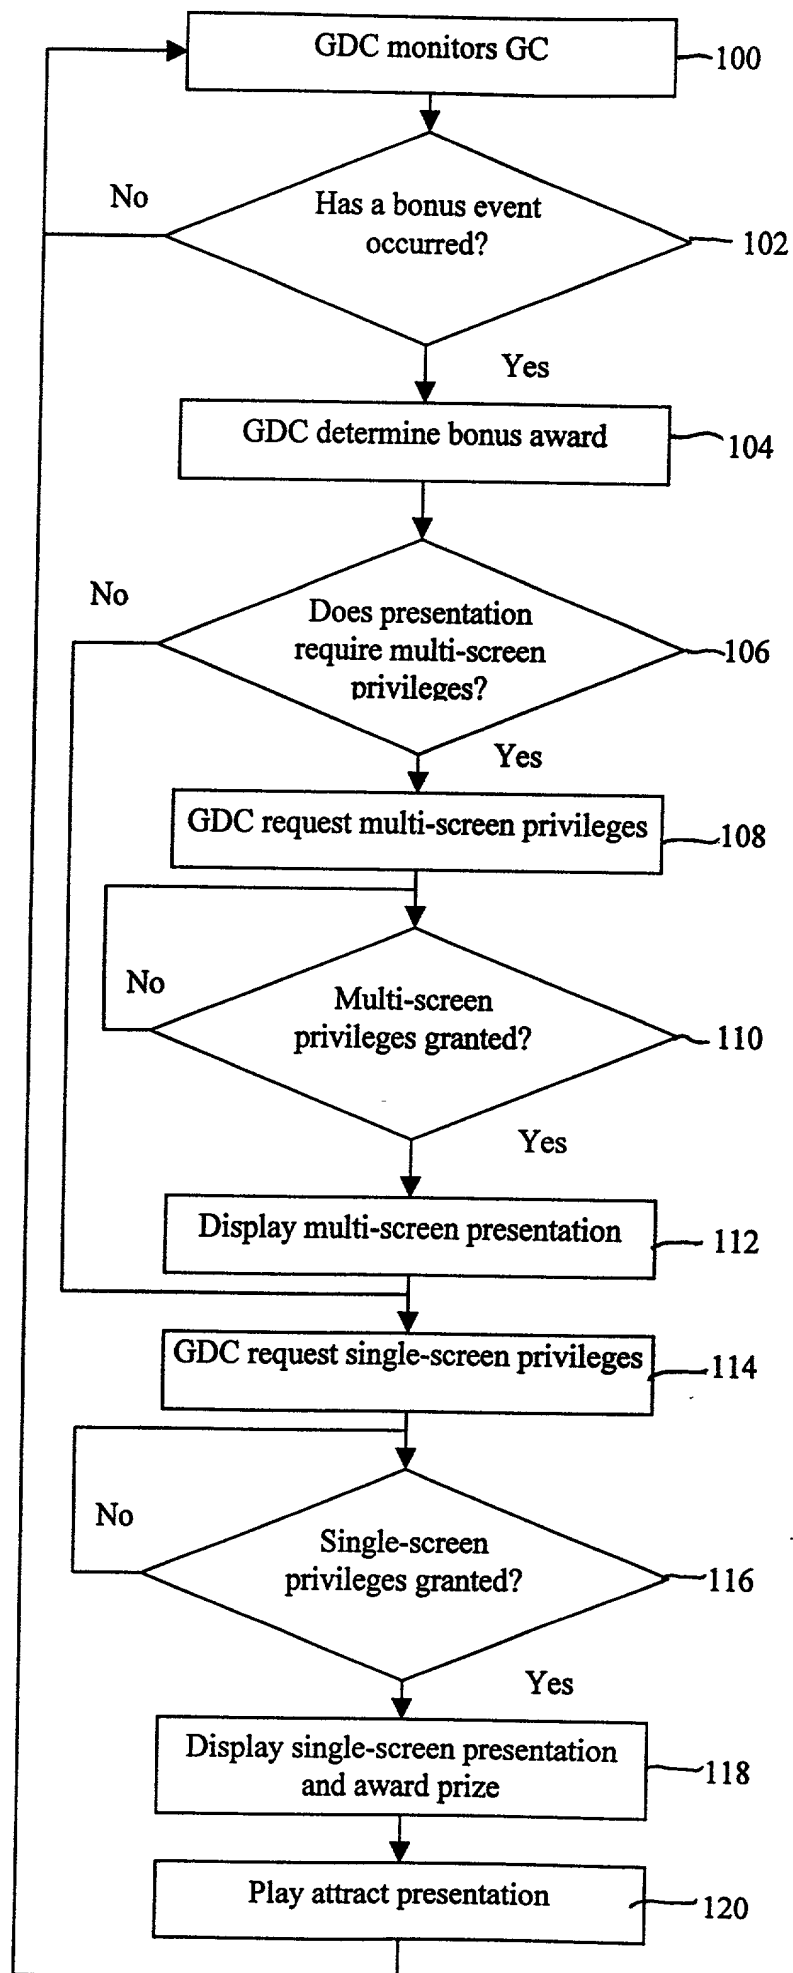 GDC monitors GC
100
No
Has a bonus event
occurred?
102
Yes
GDC determine bonus award
104
No
Does presentation
require multi-screen
privileges?
106
Yes
GDC request multi-screen privileges
108
No
Multi-screen
privileges granted?
110
Yes
Display multi-screen presentation
112
GDC request single-screen privileges
114
No
Single-screen
privileges granted?
116
Yes
Display single-screen presentation
and award prize
118
Play attract presentation
120